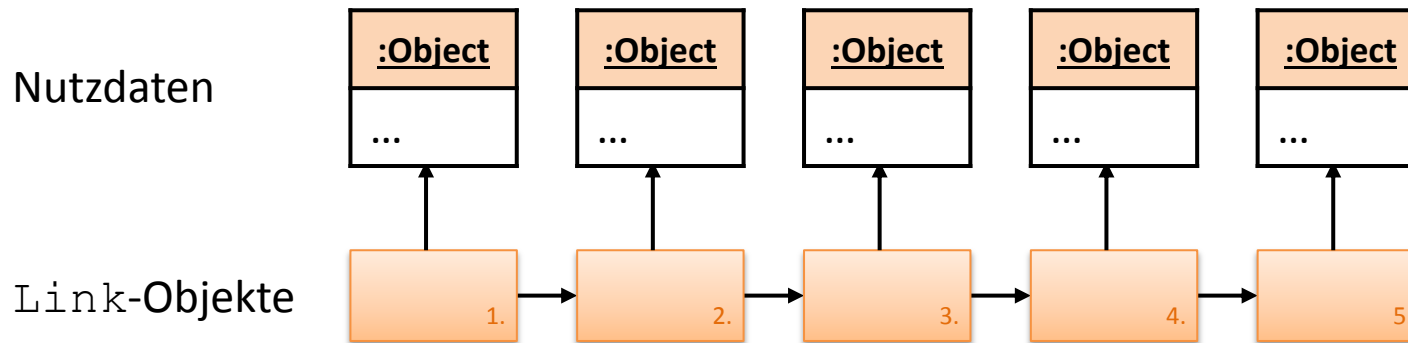 :Object :Object :Object :Object :Object
Nutzdaten
... ... ... ... ...
Link-Objekte
1. 2. 3. 4. 5